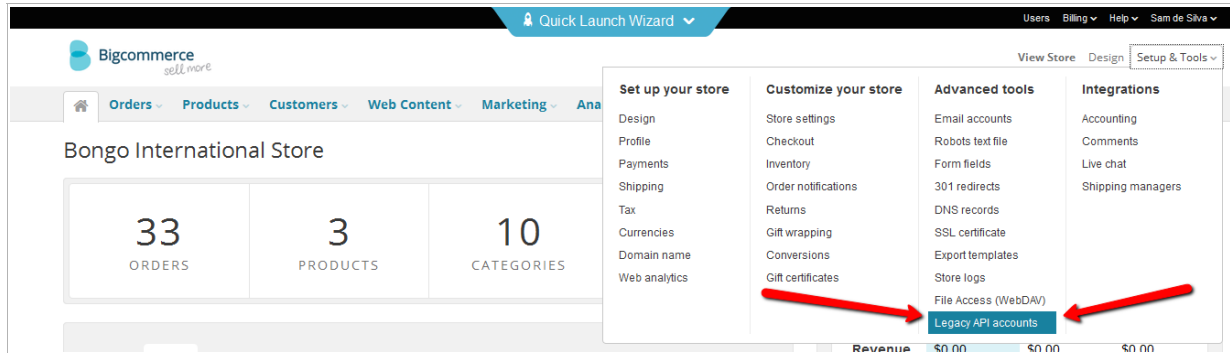 Quick Launch Wizard
Users Billing Help Sam de Silva
Bigcommerce
sell more
View Store Design Setup & Tools
Orders Products Customers Web Content Marketing Ana
Bongo International Store
33
ORDERS
3
PRODUCTS
10
CATEGORIES
Set up your store
Design
Profile
Payments
Shipping
Tax
Currencies
Domain name
Web analytics
Customize your store
Store settings
Checkout
Inventory
Order notifications
Returns
Gift wrapping
Conversions
Gift certificates
Advanced tools
Email accounts
Robots text file
Form fields
301 redirects
DNS records
SSL certificate
Export templates
Store logs
File Access (WebDAV)
Legacy API accounts
Integrations
Accounting
Comments
Live chat
Shipping managers
Revenue $0.00 $0.00 $0.00